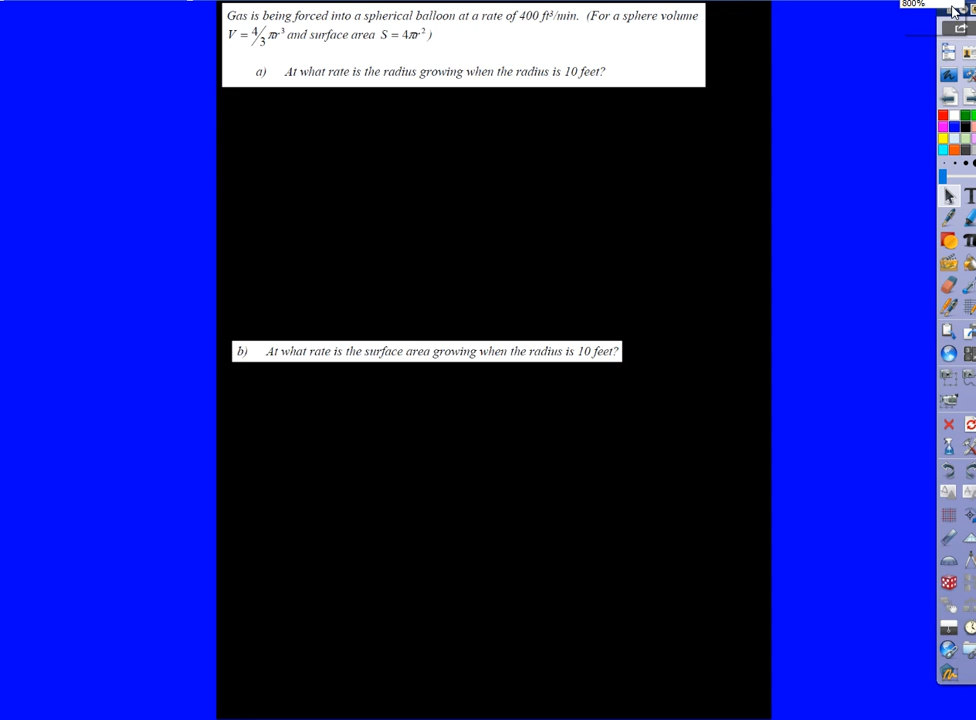 800%
Gas is being forced into a spherical balloon at a rate of 400 ft³/min. (For a sphere volume
V = 4/3 πr³ and surface area S = 4πr² )
a) At what rate is the radius growing when the radius is 10 feet?
T
b) At what rate is the surface area growing when the radius is 10 feet?